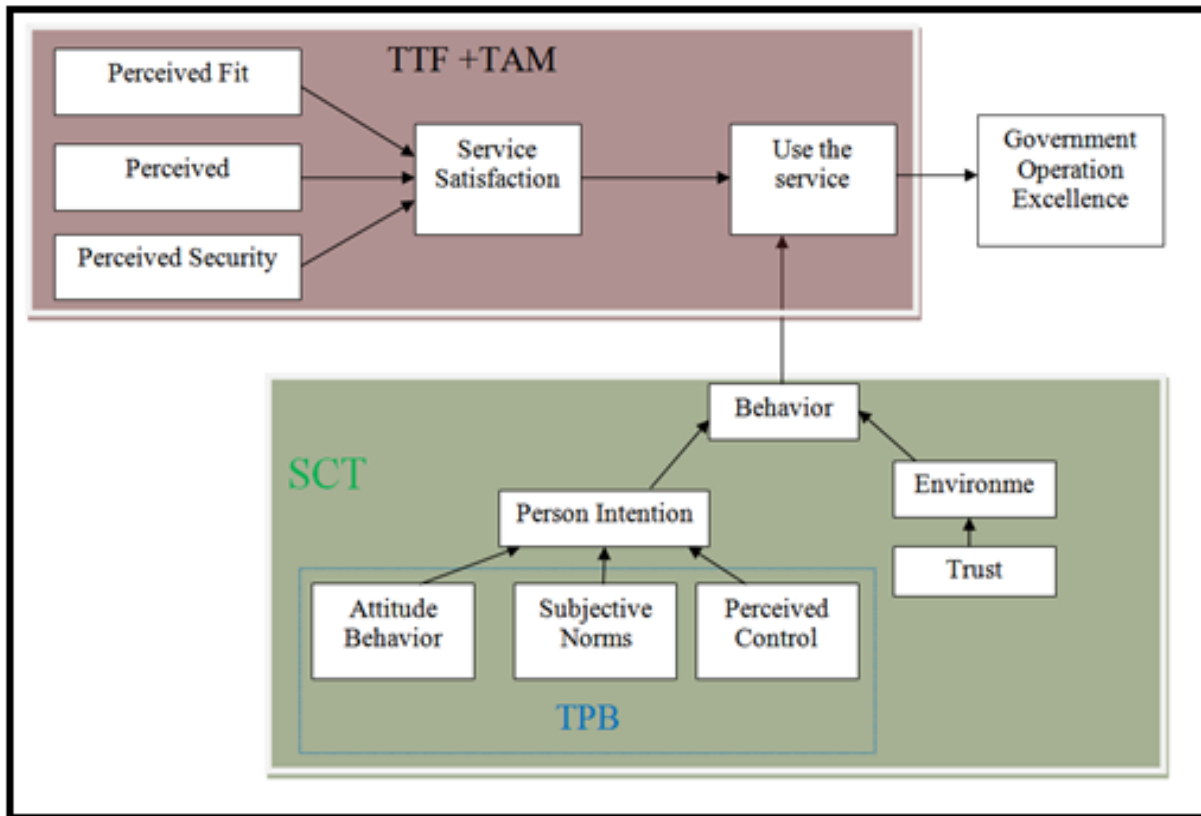 TTF +TAM
Perceived Fit
Perceived
Perceived Security
Service
Satisfaction
Use the
service
Government
Operation
Excellence
Behavior
SCT
Environme
Person Intention
Trust
Attitude
Behavior
Subjective
Norms
Perceived
Control
TPB